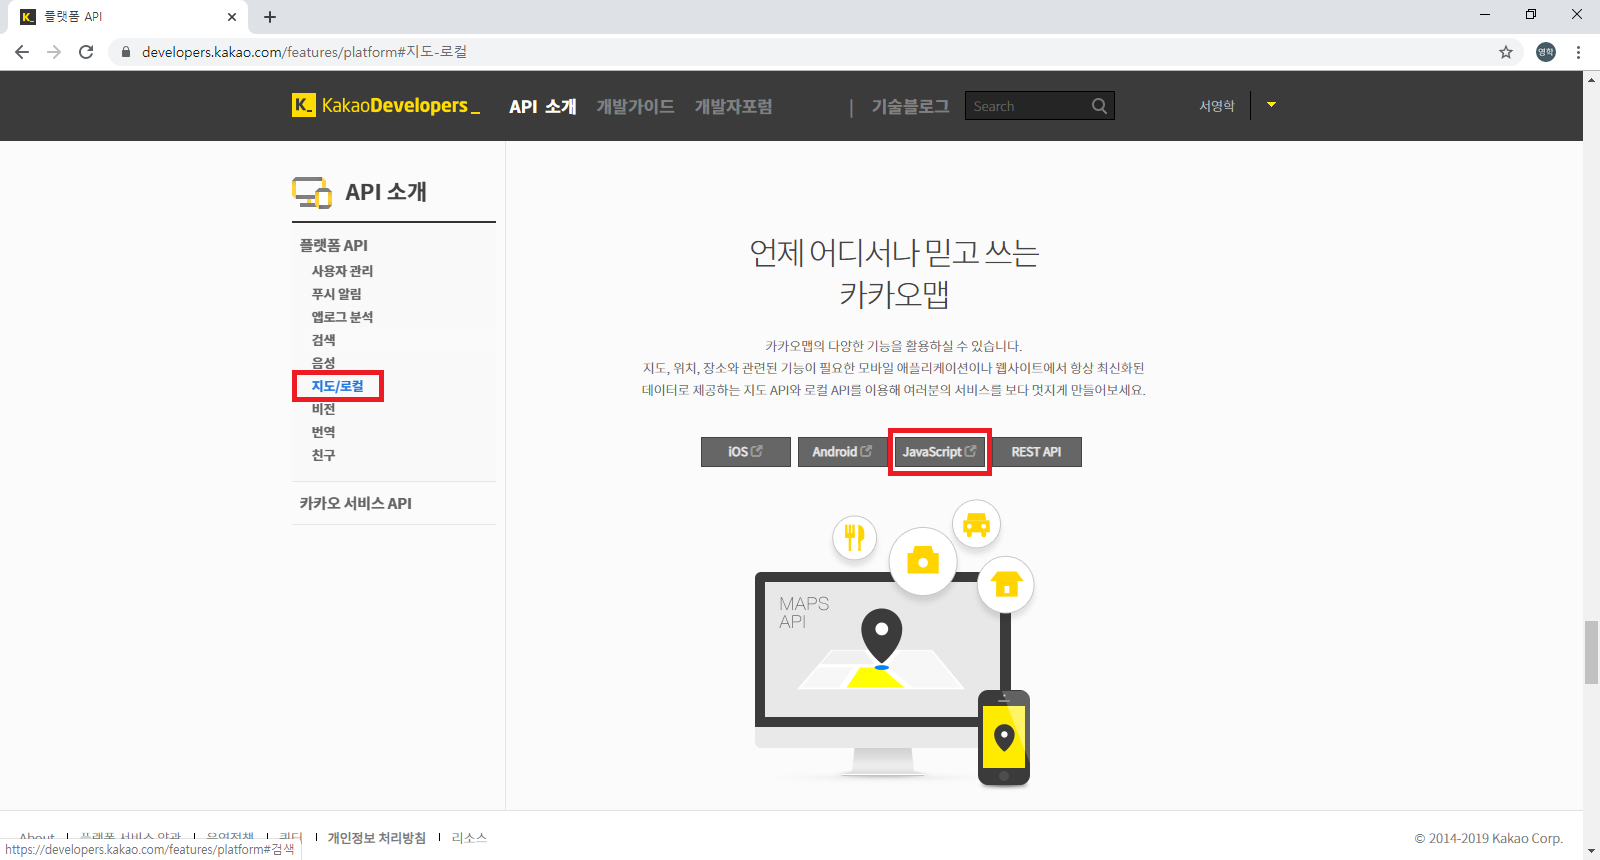 플랫폼 API
developers.kakao.com/features/platform#지도-로컬
영학
K_ KakaoDevelopers_
API 소개
개발가이드
개발자포럼
|
기술블로그
Search
서영학
API 소개
플랫폼 API
사용자 관리
푸시 알림
앱로그 분석
검색
음성
지도/로컬
비전
번역
친구
카카오 서비스 API
언제 어디서나 믿고 쓰는
카카오맵
카카오맵의 다양한 기능을 활용하실 수 있습니다.
지도, 위치, 장소와 관련된 기능이 필요한 모바일 애플리케이션이나 웹사이트에서 항상 최신화된
데이터로 제공하는 지도 API와 로컬 API를 이용해 여러분의 서비스를 보다 멋지게 만들어보세요.
iOS
Android
JavaScript
REST API
MAPS
API
About
플랫폼 서비스 약관
운영정책
쿼터
개인정보 처리방침
리소스
© 2014-2019 Kakao Corp.
https://developers.kakao.com/features/platform#검색